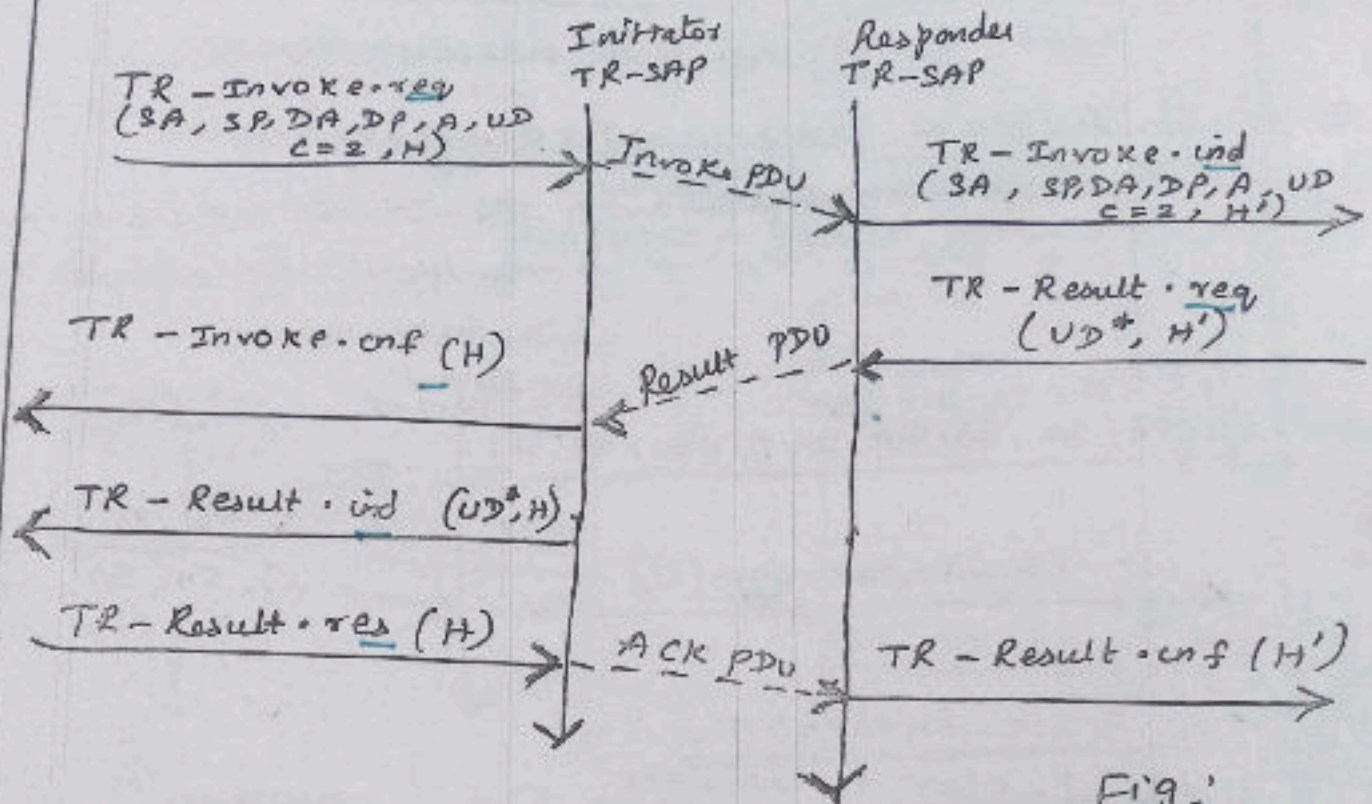 Initiator
TR-SAP
Responder
TR-SAP
TR - Invoke.req
(SA, SP, DA, DP, A, UD
C=2, H)
Invoke PDU
TR - Invoke.ind
(SA, SP, DA, DP, A, UD
C=2, H')
TR - Result.req
(UD*, H')
Result PDU
TR - Invoke.cnf (H)
TR - Result.ind (UD*, H)
TR - Result.res (H)
ACK PDU
TR - Result.cnf (H')
Fig.